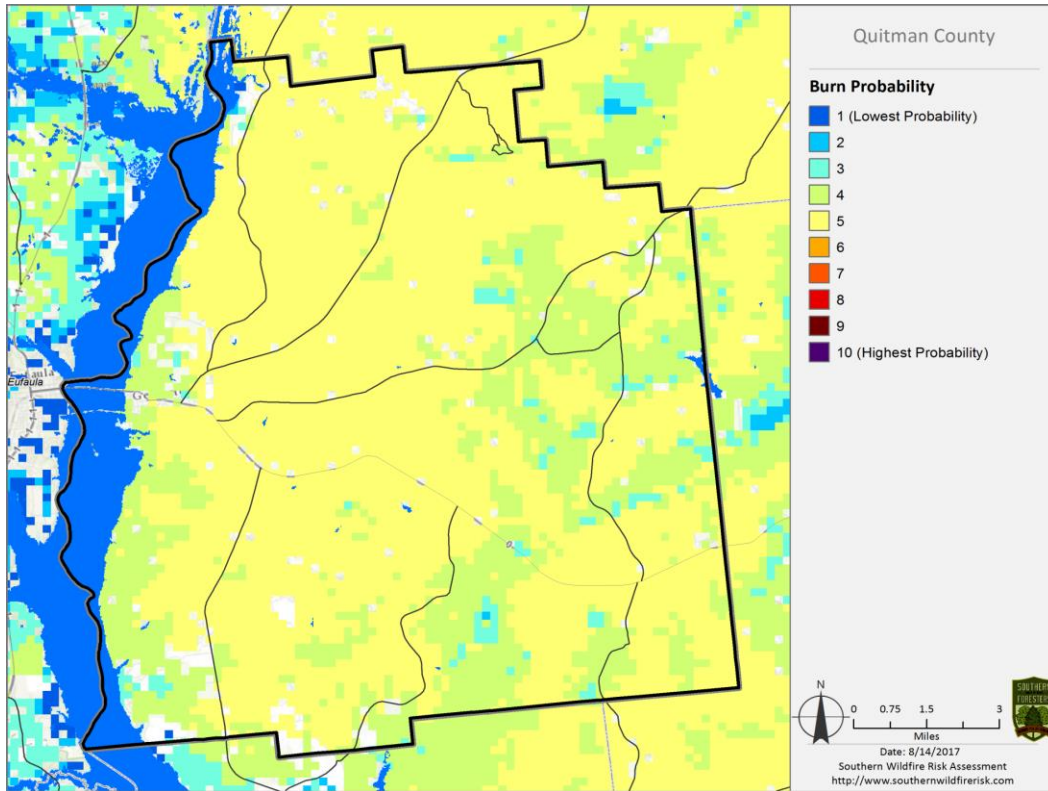 Quitman County
Burn Probability
1 (Lowest Probability)
2
3
4
5
6
7
8
9
10 (Highest Probability)
Eufaula
N
0 0.75 1.5 3
Miles
SOUTHERN
FORESTERS
Date: 8/14/2017
Southern Wildfire Risk Assessment
http://www.southernwildfirerisk.com